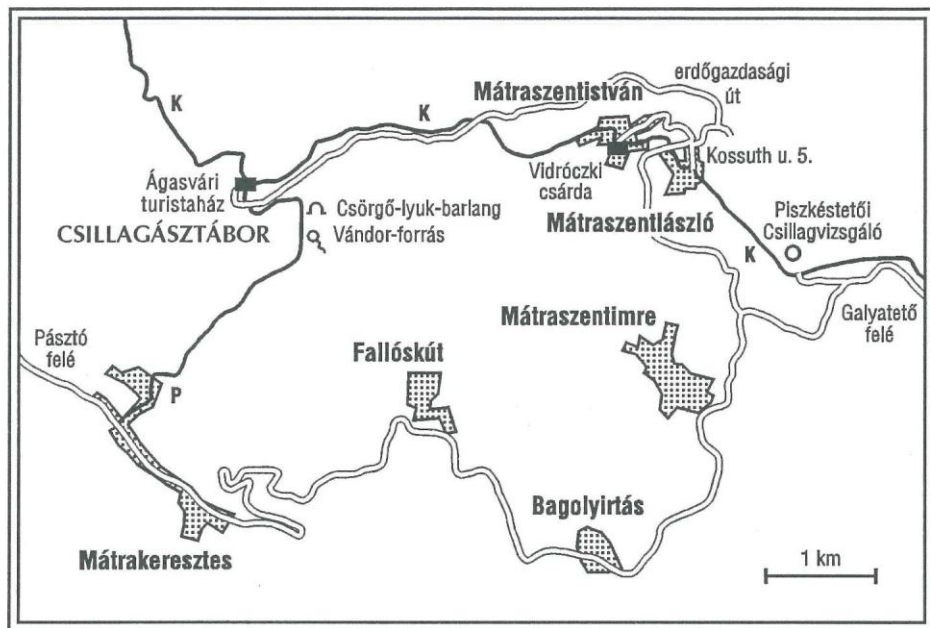 K
K
erdőgazdasági
út
Mátraszentistván
Vidróczki
csárda
Kossuth u. 5.
Ágasvári
turistaház
CSILLAGÁSZTÁBOR
Csörgő-lyuk-barlang
Vándor-forrás
Mátraszentlászló
Piszkéstetői
Csillagvizsgáló
K
Galyatető
felé
Mátraszentimre
Pásztó
felé
Fallóskút
P
Bagolyirtás
Mátrakeresztes
1 km